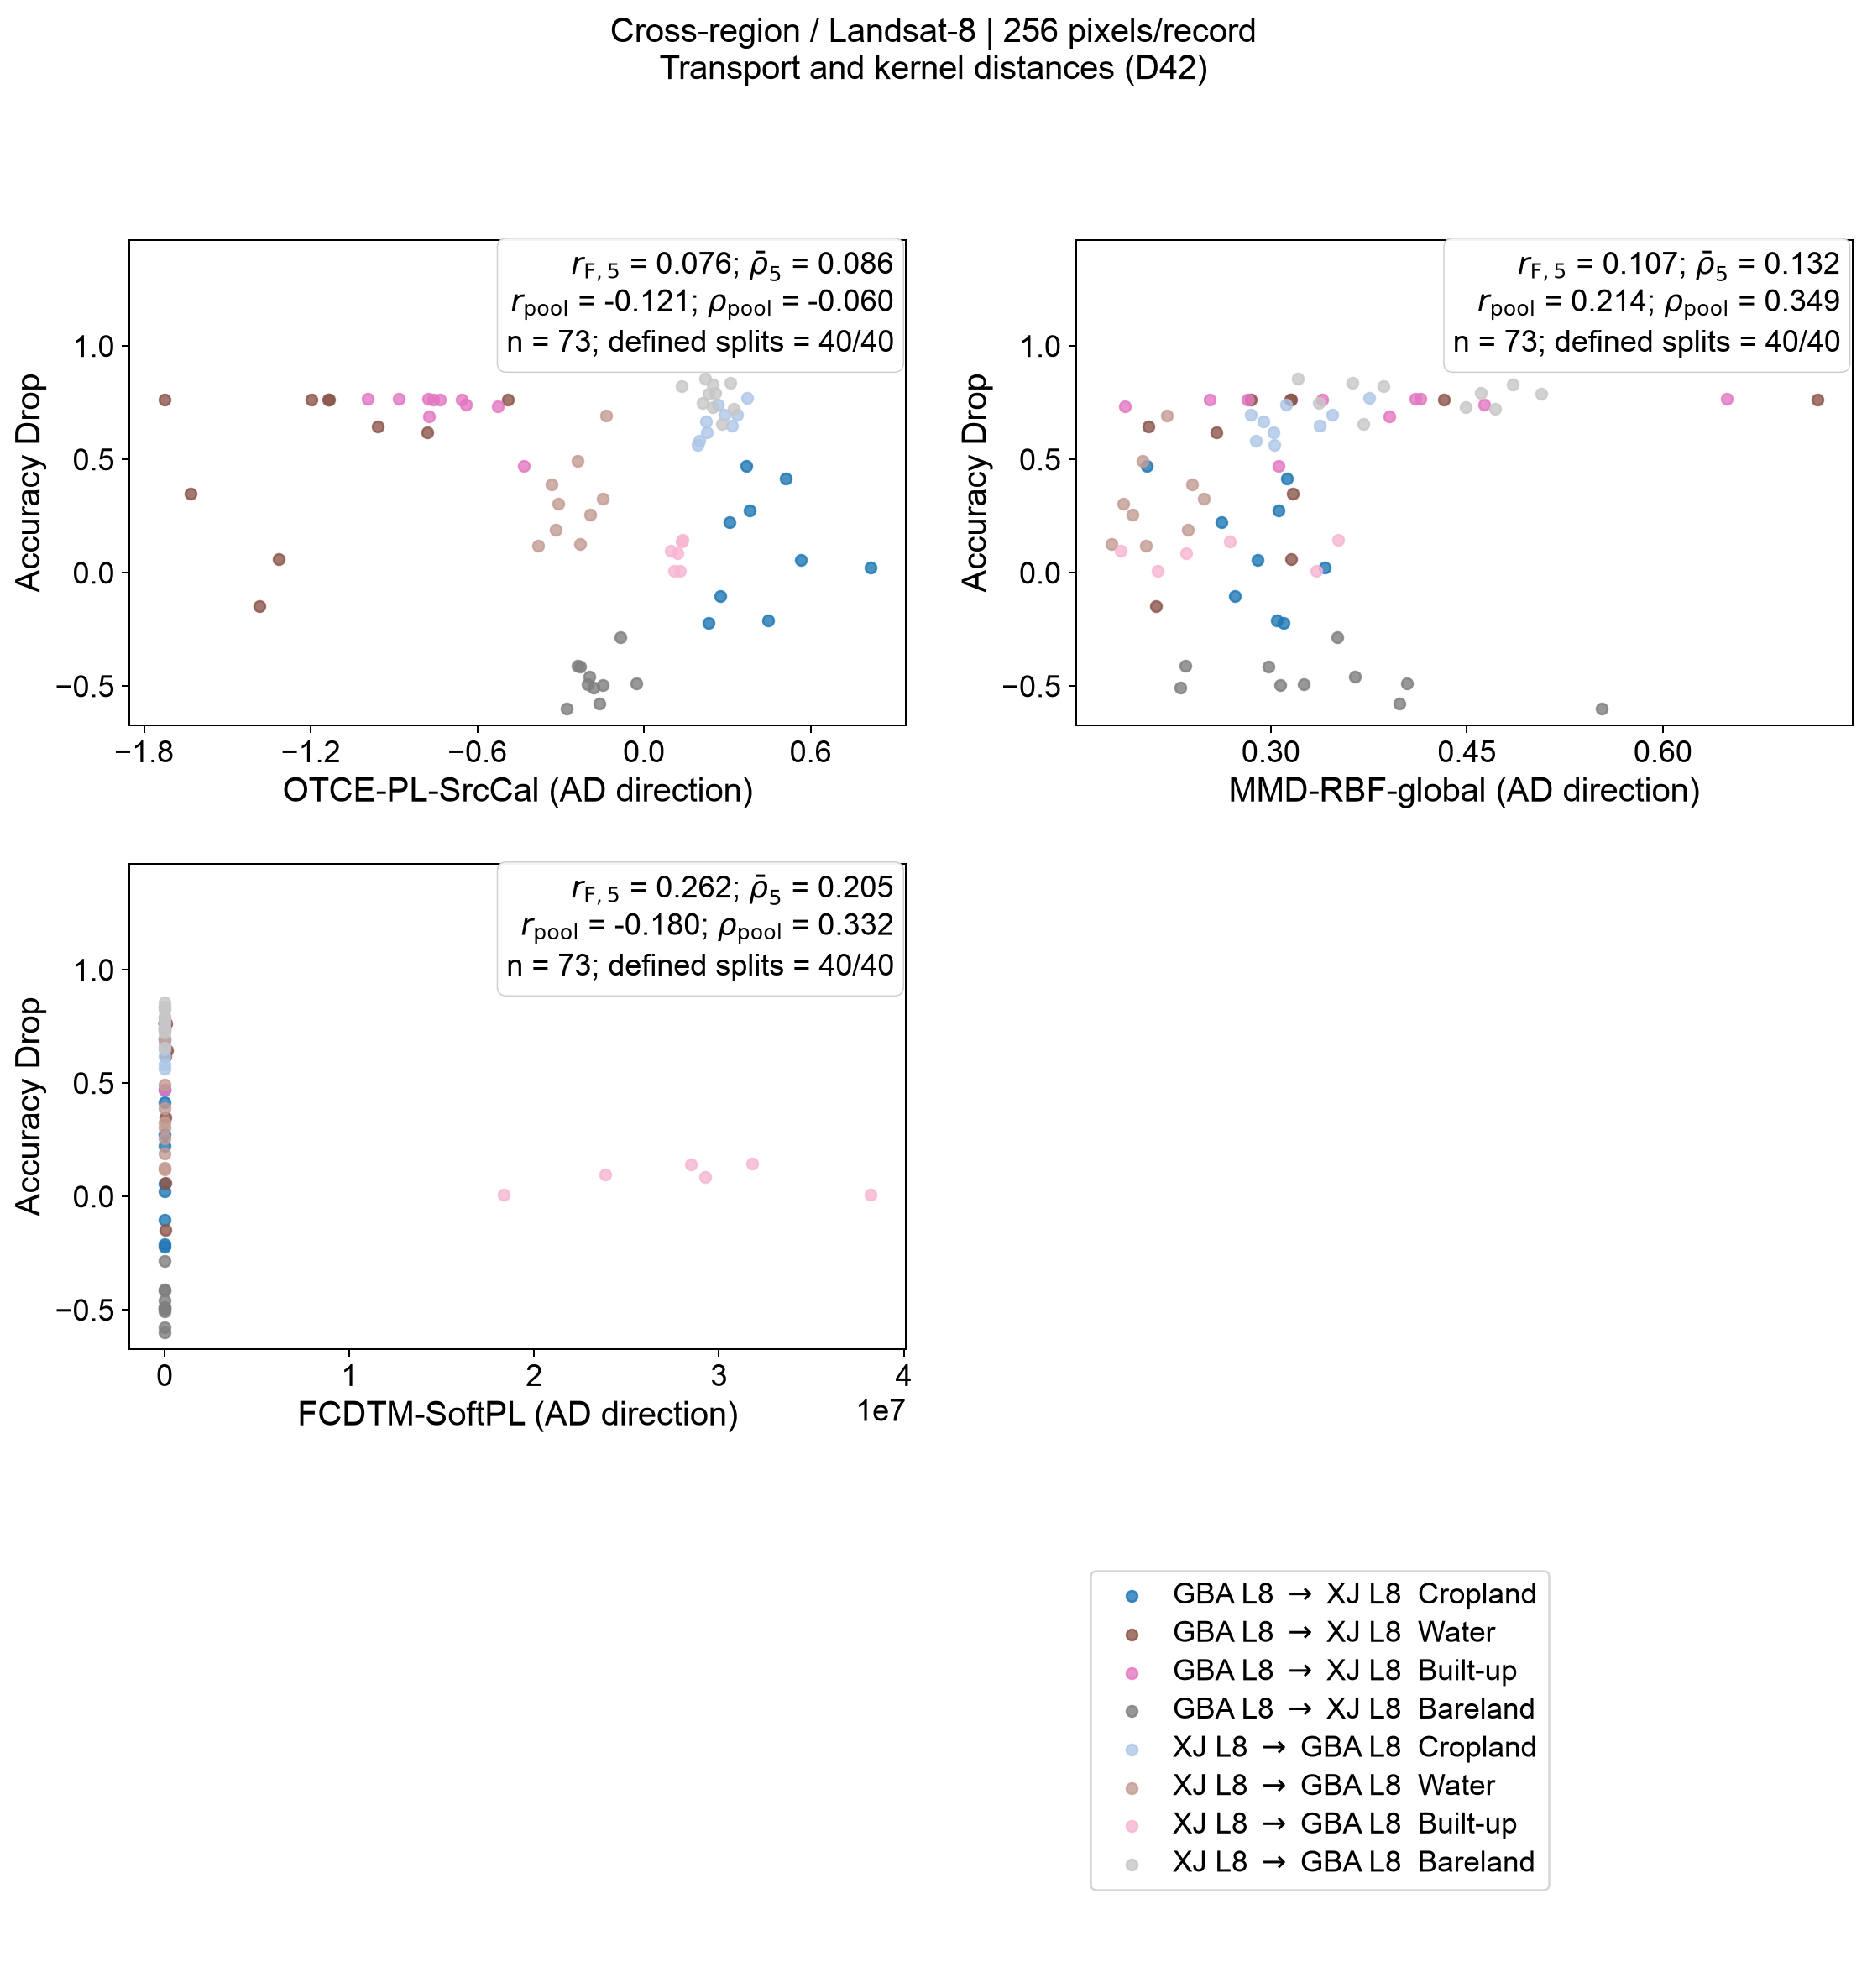 Cross-region / Landsat-8 | 256 pixels/record
Transport and kernel distances (D42)
r_F, 5 = 0.076; ρ̄_5 = 0.086
r_pool = -0.121; ρ_pool = -0.060
n = 73; defined splits = 40/40
1.0
0.5
0.0
−0.5
Accuracy Drop
−1.8 −1.2 −0.6 0.0 0.6
OTCE-PL-SrcCal (AD direction)
r_F, 5 = 0.107; ρ̄_5 = 0.132
r_pool = 0.214; ρ_pool = 0.349
n = 73; defined splits = 40/40
1.0
0.5
0.0
−0.5
Accuracy Drop
0.30 0.45 0.60
MMD-RBF-global (AD direction)
r_F, 5 = 0.262; ρ̄_5 = 0.205
r_pool = -0.180; ρ_pool = 0.332
n = 73; defined splits = 40/40
1.0
0.5
0.0
−0.5
Accuracy Drop
0 1 2 3 4
1e7
FCDTM-SoftPL (AD direction)
GBA L8 → XJ L8 Cropland
GBA L8 → XJ L8 Water
GBA L8 → XJ L8 Built-up
GBA L8 → XJ L8 Bareland
XJ L8 → GBA L8 Cropland
XJ L8 → GBA L8 Water
XJ L8 → GBA L8 Built-up
XJ L8 → GBA L8 Bareland